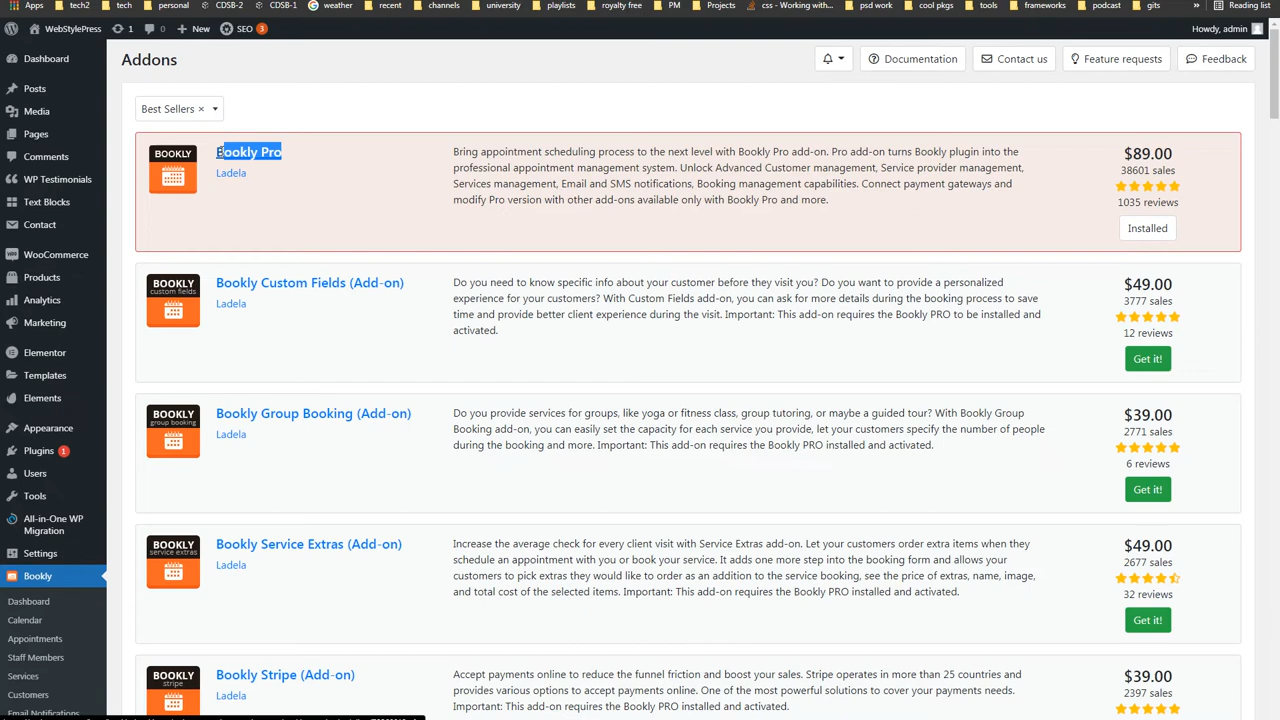 Apps tech2 tech personal CDSB-2 CDSB-1 weather recent channels university playlists royalty free PM Projects css - Working with... psd work cool pkgs tools frameworks podcast gits » Reading list
WebStylePress 1 0 New SEO 3 Howdy, admin
Dashboard
Posts
Media
Pages
Comments
WP Testimonials
Text Blocks
Contact
WooCommerce
Products
Analytics
Marketing
Elementor
Templates
Elements
Appearance
Plugins 1
Users
Tools
All-in-One WP
Migration
Settings
Bookly
Dashboard
Calendar
Appointments
Staff Members
Services
Customers
Email Notifications
Addons
Documentation Contact us Feature requests Feedback
Best Sellers ×
BOOKLY
Bookly Pro
Ladela
Bring appointment scheduling process to the next level with Bookly Pro add-on. Pro add-on turns Bookly plugin into the
professional appointment management system. Unlock Advanced Customer management, Service provider management,
Services management, Email and SMS notifications, Booking management capabilities. Connect payment gateways and
modify Pro version with other add-ons available only with Bookly Pro and more.
$89.00
38601 sales
1035 reviews
Installed
BOOKLY
custom fields
Bookly Custom Fields (Add-on)
Ladela
Do you need to know specific info about your customer before they visit you? Do you want to provide a personalized
experience for your customers? With Custom Fields add-on, you can ask for more details during the booking process to save
time and provide better client experience during the visit. Important: This add-on requires the Bookly PRO to be installed and
activated.
$49.00
3777 sales
12 reviews
Get it!
BOOKLY
group booking
Bookly Group Booking (Add-on)
Ladela
Do you provide services for groups, like yoga or fitness class, group tutoring, or maybe a guided tour? With Bookly Group
Booking add-on, you can easily set the capacity for each service you provide, let your customers specify the number of people
during the booking and more. Important: This add-on requires the Bookly PRO installed and activated.
$39.00
2771 sales
6 reviews
Get it!
BOOKLY
service extras
Bookly Service Extras (Add-on)
Ladela
Increase the average check for every client visit with Service Extras add-on. Let your customers order extra items when they
schedule an appointment with you or book your service. It adds one more step into the booking form and allows your
customers to pick extras they would like to order as an addition to the service booking, see the price of extras, name, image,
and total cost of the selected items. Important: This add-on requires the Bookly PRO installed and activated.
$49.00
2677 sales
32 reviews
Get it!
BOOKLY
stripe
Bookly Stripe (Add-on)
Ladela
Accept payments online to reduce the funnel friction and boost your sales. Stripe operates in more than 25 countries and
provides various options to accept payments online. One of the most powerful solutions to cover your payments needs.
Important: This add-on requires the Bookly PRO installed and activated.
$39.00
2397 sales